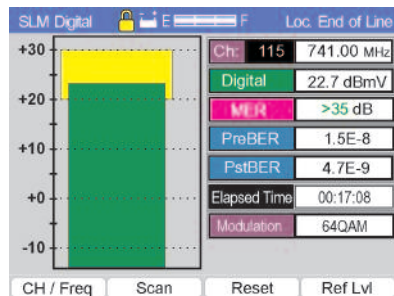 SLM Digital E F Loc. End of Line
+30
+20
+10
+0
-10
Ch: 115 741.00 MHz
Digital 22.7 dBmV
MER >35 dB
PreBER 1.5E-8
PstBER 4.7E-9
Elapsed Time 00:17:08
Modulation 64QAM
CH / Freq Scan Reset Ref Lvl